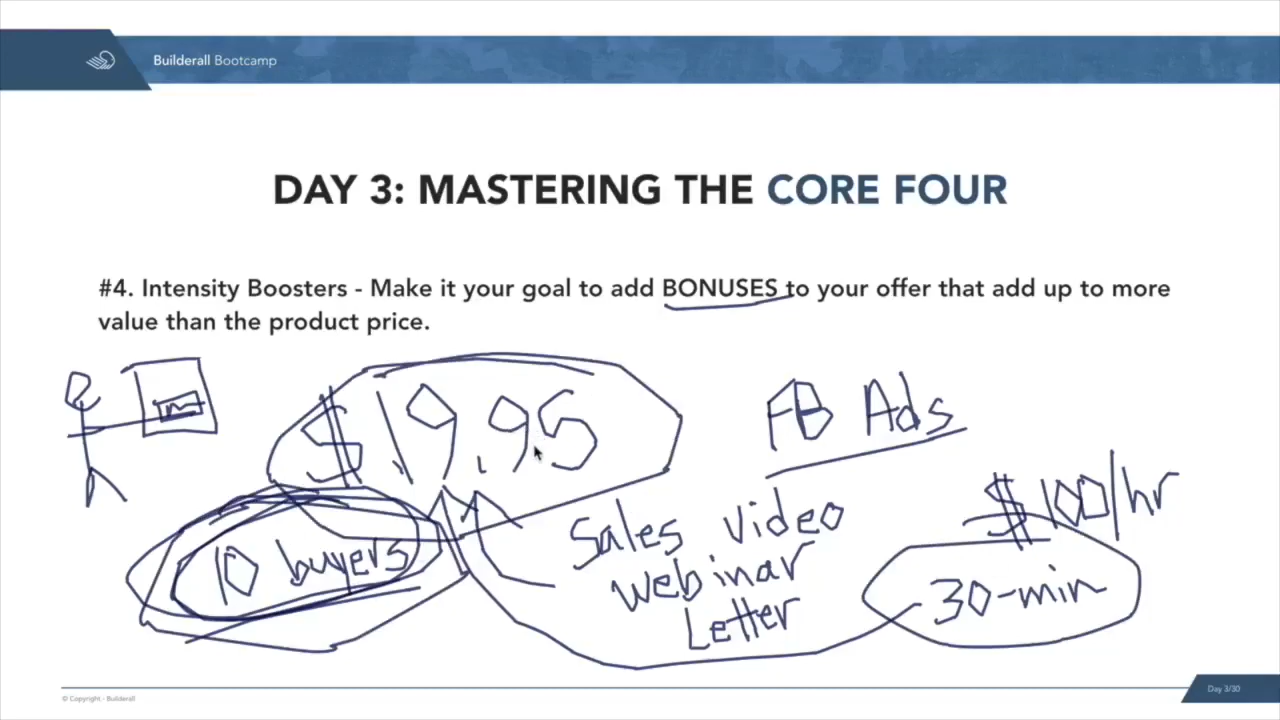 Builderall Bootcamp
DAY 3: MASTERING THE CORE FOUR
#4. Intensity Boosters - Make it your goal to add BONUSES to your offer that add up to more
value than the product price.
$19.95
FB Ads
$100/hr
Sales Video
Webinar
Letter
10 buyers
30-min
© Copyright - Builderall
Day 3/30